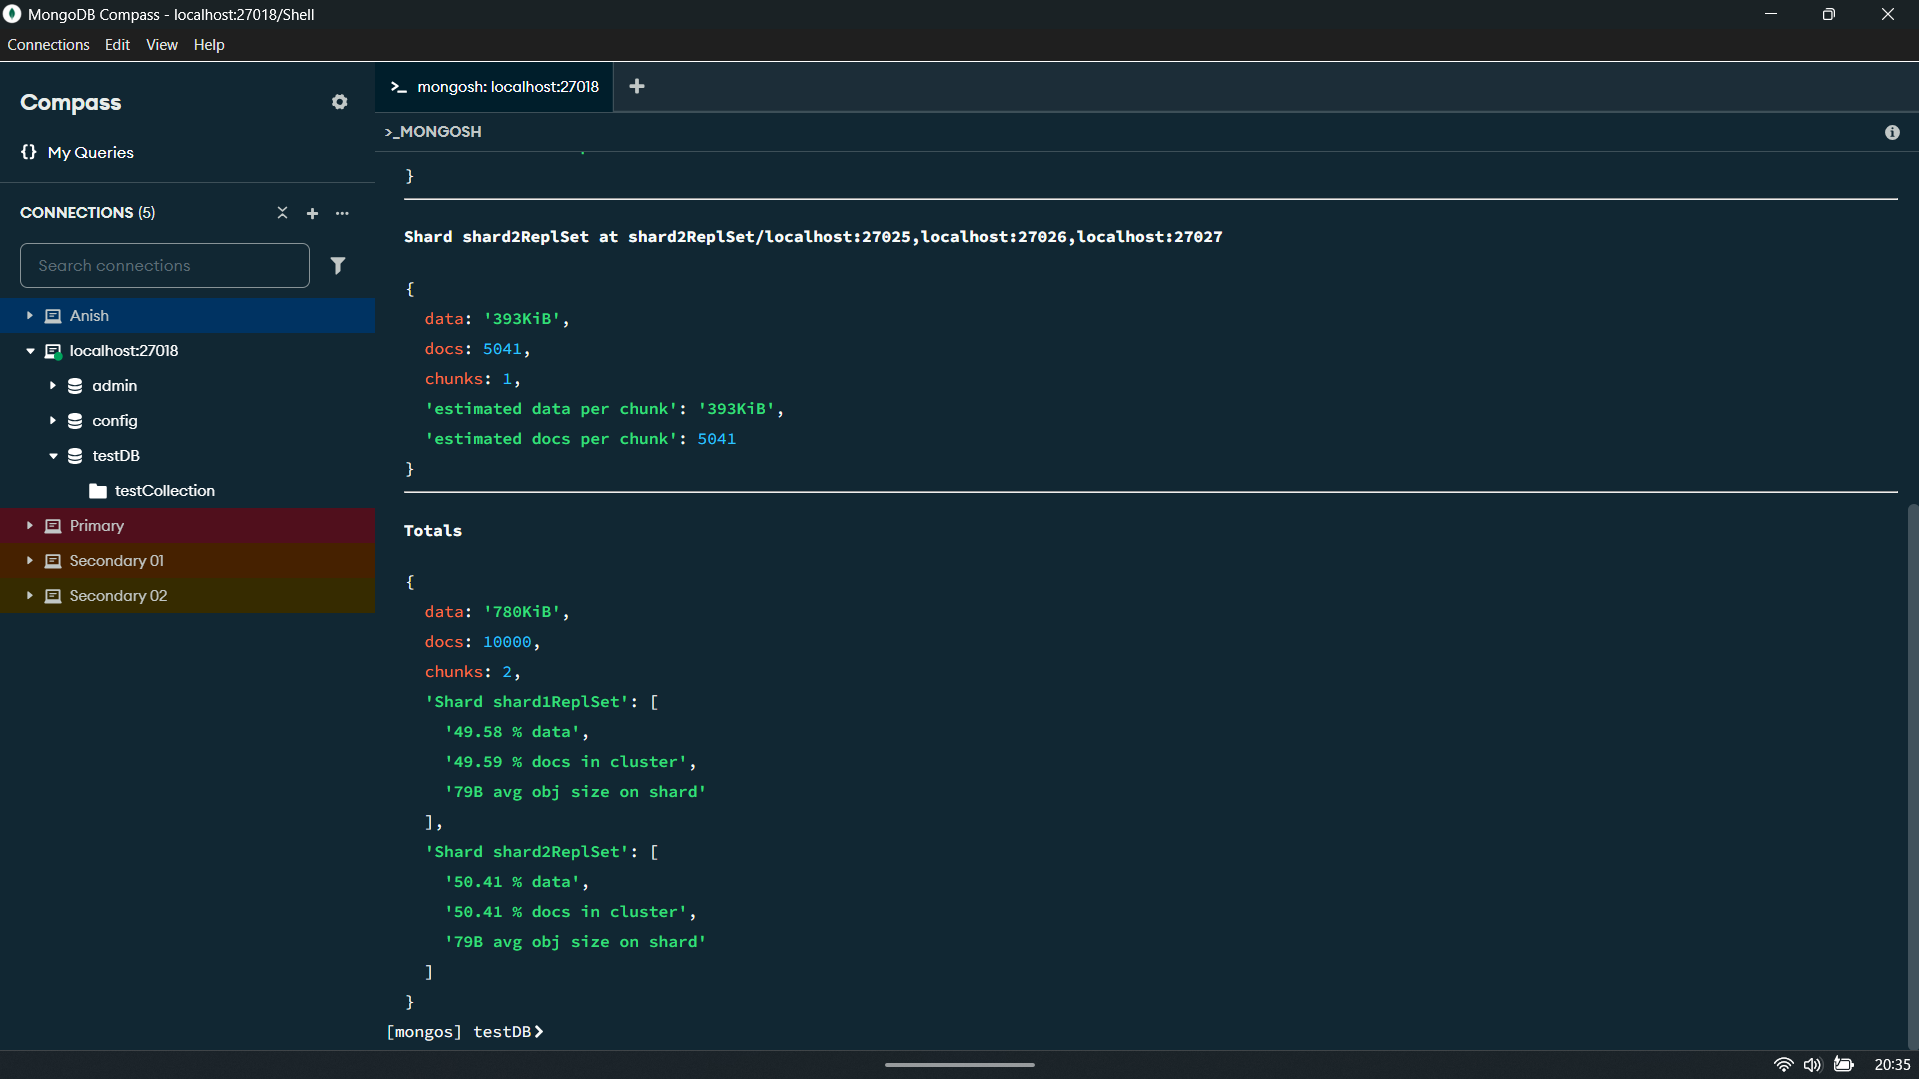 MongoDB Compass - localhost:27018/Shell
Connections Edit View Help
Compass
{} My Queries
CONNECTIONS (5)
Search connections
Anish
localhost:27018
admin
config
testDB
testCollection
Primary
Secondary 01
Secondary 02
>_ mongosh: localhost:27018
>_MONGOSH
}
Shard shard2ReplSet at shard2ReplSet/localhost:27025,localhost:27026,localhost:27027
{
data: '393KiB',
docs: 5041,
chunks: 1,
'estimated data per chunk': '393KiB',
'estimated docs per chunk': 5041
}
Totals
{
data: '780KiB',
docs: 10000,
chunks: 2,
'Shard shard1ReplSet': [
'49.58 % data',
'49.59 % docs in cluster',
'79B avg obj size on shard'
],
'Shard shard2ReplSet': [
'50.41 % data',
'50.41 % docs in cluster',
'79B avg obj size on shard'
]
}
[mongos] testDB>
20:35